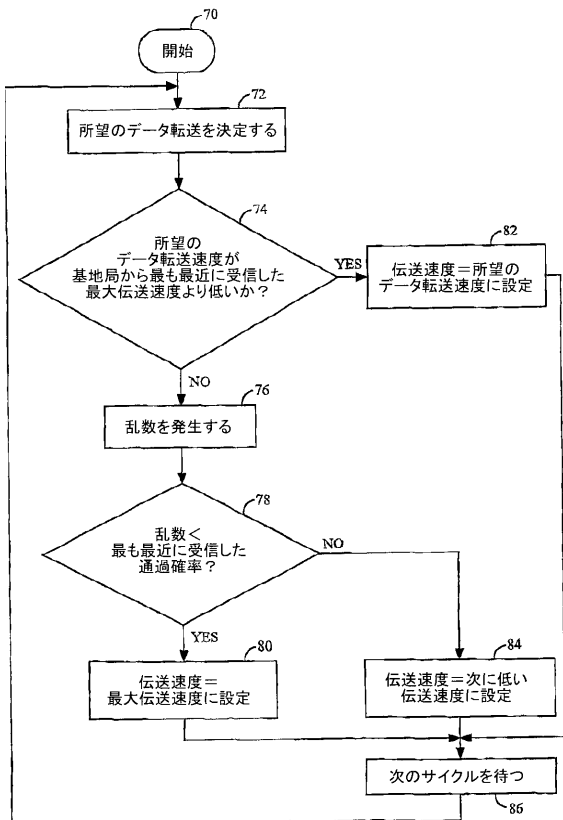 70
開始
72
所望のデータ転送を決定する
74
所望の
データ転送速度が
基地局から最も最近に受信した
最大伝送速度より低いか？
YES
82
伝送速度＝所望の
データ転送速度に設定
NO
76
乱数を発生する
78
乱数＜
最も最近に受信した
通過確率？
NO
YES
80
伝送速度＝
最大伝送速度に設定
84
伝送速度＝次に低い
伝送速度に設定
次のサイクルを待つ
86